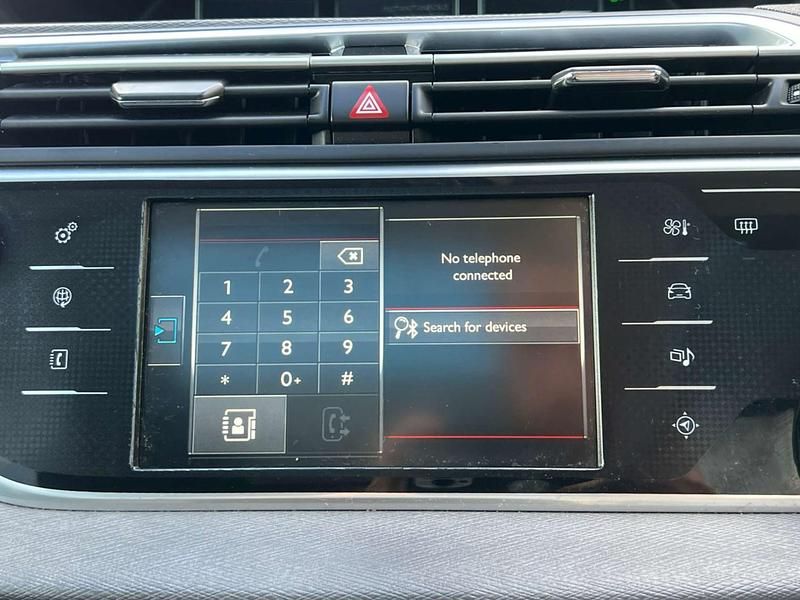 No telephone
connected
1 2 3
4 5 6
Search for devices
7 8 9
* 0+ #